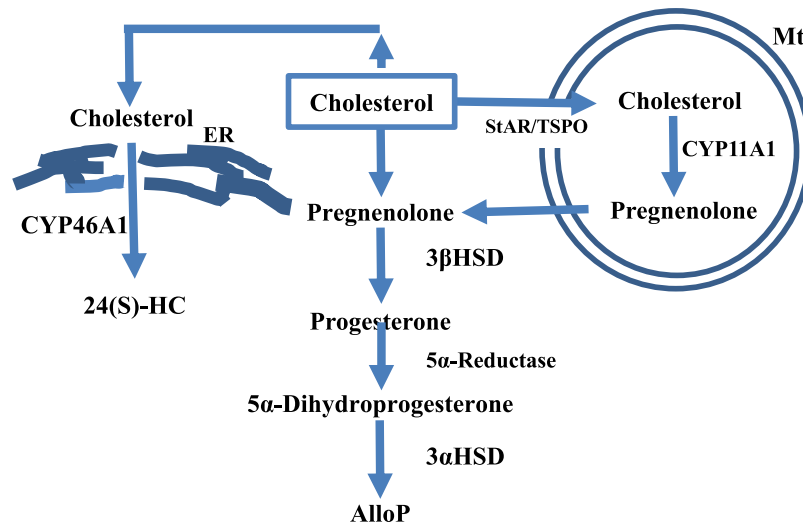 Mt
Cholesterol
Cholesterol
Cholesterol
ER
StAR/TSPO
CYP11A1
CYP46A1
Pregnenolone
Pregnenolone
3βHSD
24(S)-HC
Progesterone
5α-Reductase
5α-Dihydroprogesterone
3αHSD
AlloP